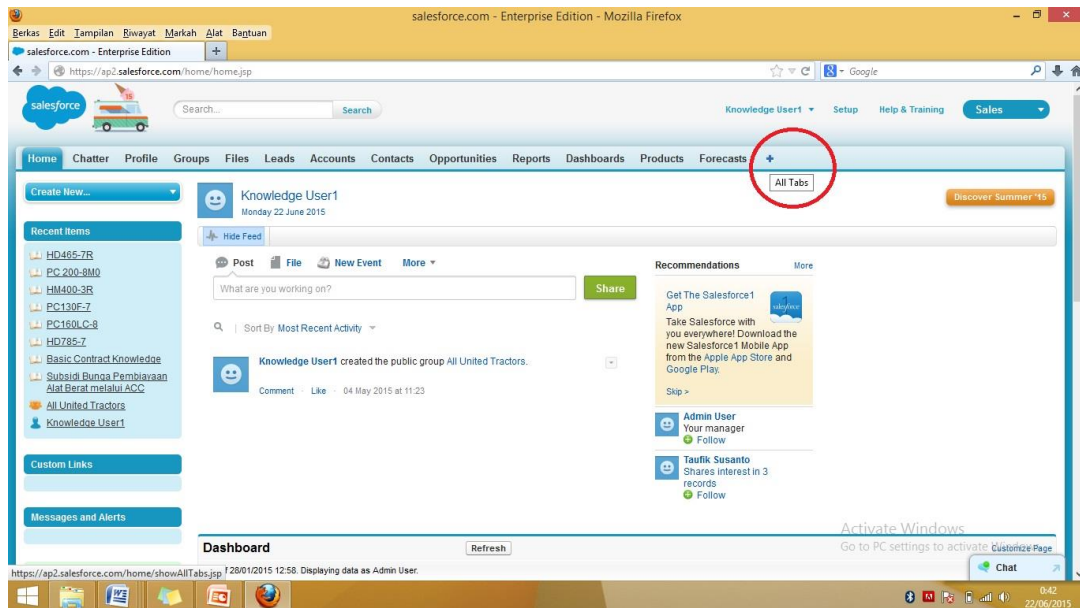 salesforce.com - Enterprise Edition - Mozilla Firefox
Berkas Edit Tampilan Riwayat Markah Alat Bantuan
salesforce.com - Enterprise Edition
https://ap2.salesforce.com/home/home.jsp
Google
salesforce
15
Search...
Search
Knowledge User1
Setup
Help & Training
Sales
Home Chatter Profile Groups Files Leads Accounts Contacts Opportunities Reports Dashboards Products Forecasts +
All Tabs
Create New...
Recent Items
HD465-7R
PC 200-8M0
HM400-3R
PC130F-7
PC160LC-8
HD785-7
Basic Contract Knowledge
Subsidi Bunga Pembiayaan
Alat Berat melalui ACC
All United Tractors
Knowledge User1
Custom Links
Messages and Alerts
Knowledge User1
Monday 22 June 2015
Discover Summer '15
Hide Feed
Post File New Event More
What are you working on?
Share
Sort By Most Recent Activity
Knowledge User1 created the public group All United Tractors.
Comment · Like · 04 May 2015 at 11:23
Recommendations More
Get The Salesforce1
App
Take Salesforce with
you everywhere! Download the
new Salesforce1 Mobile App
from the Apple App Store and
Google Play.
Skip >
salesforce
Admin User
Your manager
Follow
Taufik Susanto
Shares interest in 3
records
Follow
Dashboard
Refresh
Activate Windows
Go to PC settings to activate
Customize Page
28/01/2015 12:58. Displaying data as Admin User.
https://ap2.salesforce.com/home/showAllTabs.jsp
Chat
0:42
22/06/2015